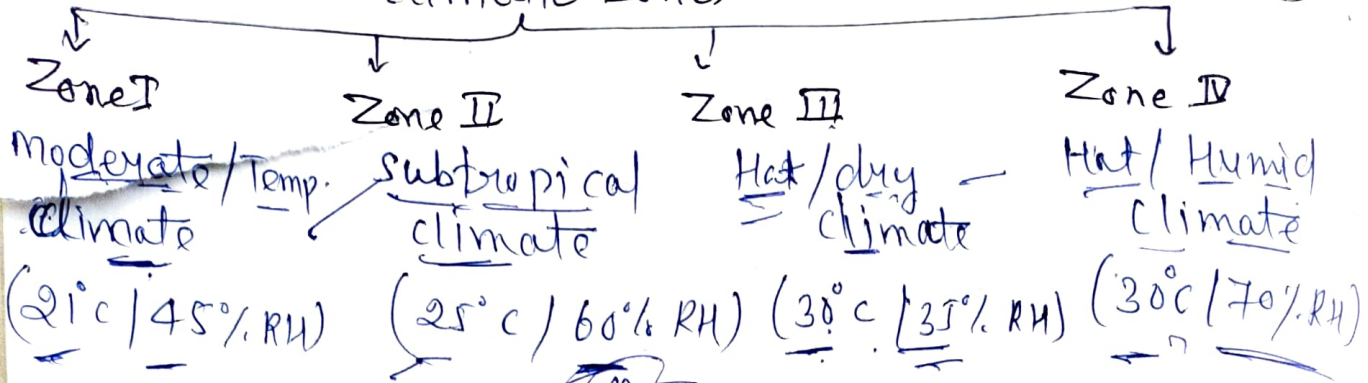 Zone I
Zone II
Zone III
Zone IV
Moderate/Temp.
climate
Subtropical
climate
Hot/dry
climate
Hot/ Humid
climate
(21°C/45% RH)
(25°C/60% RH)
(30°C/35% RH)
(30°C/70% RH)